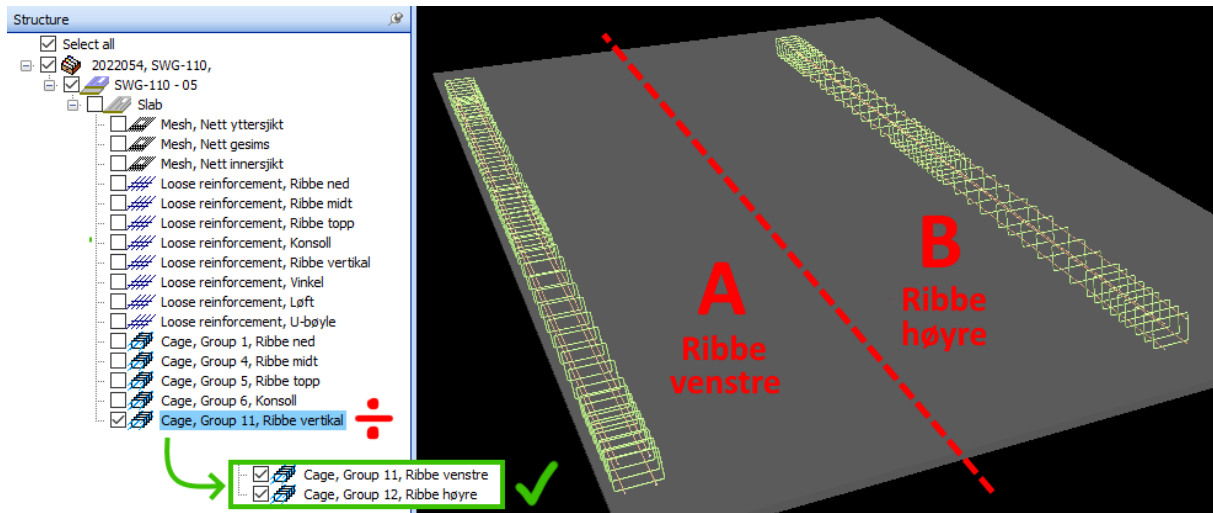 Structure
Select all
2022054, SWG-110,
SWG-110 - 05
Slab
Mesh, Nett yttersjikt
Mesh, Nett gesims
Mesh, Nett innersjikt
Loose reinforcement, Ribbe ned
Loose reinforcement, Ribbe midt
Loose reinforcement, Ribbe topp
Loose reinforcement, Konsoll
Loose reinforcement, Ribbe vertikal
Loose reinforcement, Vinkel
Loose reinforcement, Løft
Loose reinforcement, U-bøyle
Cage, Group 1, Ribbe ned
Cage, Group 4, Ribbe midt
Cage, Group 5, Ribbe topp
Cage, Group 6, Konsoll
Cage, Group 11, Ribbe vertikal
Cage, Group 11, Ribbe venstre
Cage, Group 12, Ribbe høyre
A
Ribbe
venstre
B
Ribbe
høyre